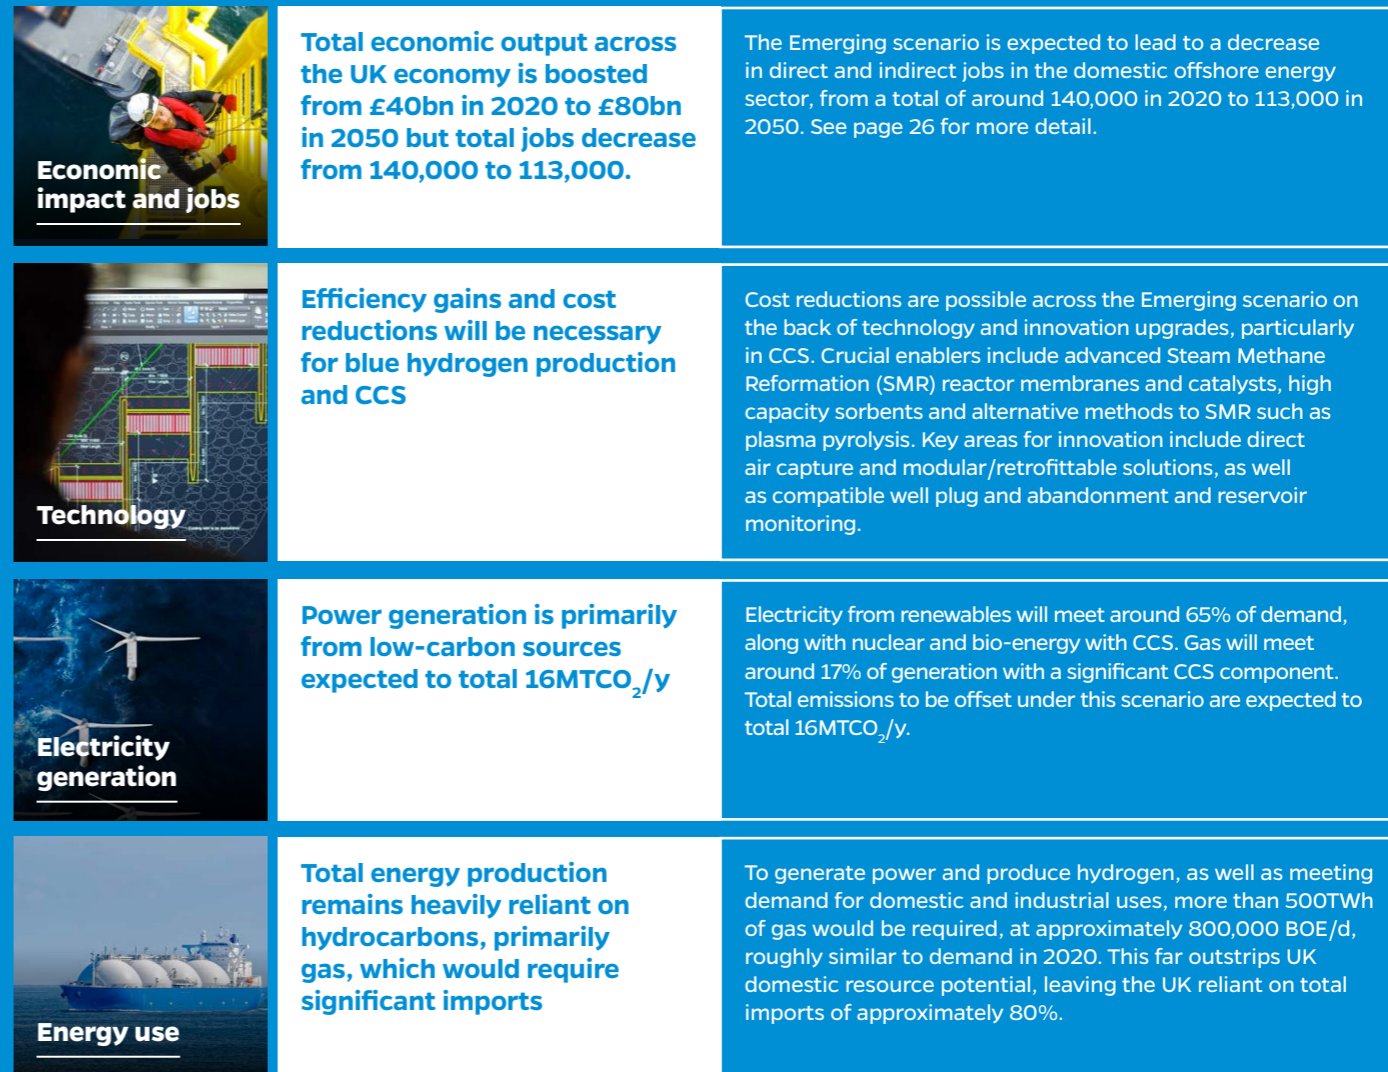 Economic
impact and jobs
Total economic output across
the UK economy is boosted
from £40bn in 2020 to £80bn
in 2050 but total jobs decrease
from 140,000 to 113,000.
The Emerging scenario is expected to lead to a decrease
in direct and indirect jobs in the domestic offshore energy
sector, from a total of around 140,000 in 2020 to 113,000 in
2050. See page 26 for more detail.
Technology
Efficiency gains and cost
reductions will be necessary
for blue hydrogen production
and CCS
Cost reductions are possible across the Emerging scenario on
the back of technology and innovation upgrades, particularly
in CCS. Crucial enablers include advanced Steam Methane
Reformation (SMR) reactor membranes and catalysts, high
capacity sorbents and alternative methods to SMR such as
plasma pyrolysis. Key areas for innovation include direct
air capture and modular/retrofittable solutions, as well
as compatible well plug and abandonment and reservoir
monitoring.
Electricity
generation
Power generation is primarily
from low-carbon sources
expected to total 16MTCO₂/y
Electricity from renewables will meet around 65% of demand,
along with nuclear and bio-energy with CCS. Gas will meet
around 17% of generation with a significant CCS component.
Total emissions to be offset under this scenario are expected to
total 16MTCO₂/y.
Energy use
Total energy production
remains heavily reliant on
hydrocarbons, primarily
gas, which would require
significant imports
To generate power and produce hydrogen, as well as meeting
demand for domestic and industrial uses, more than 500TWh
of gas would be required, at approximately 800,000 BOE/d,
roughly similar to demand in 2020. This far outstrips UK
domestic resource potential, leaving the UK reliant on total
imports of approximately 80%.